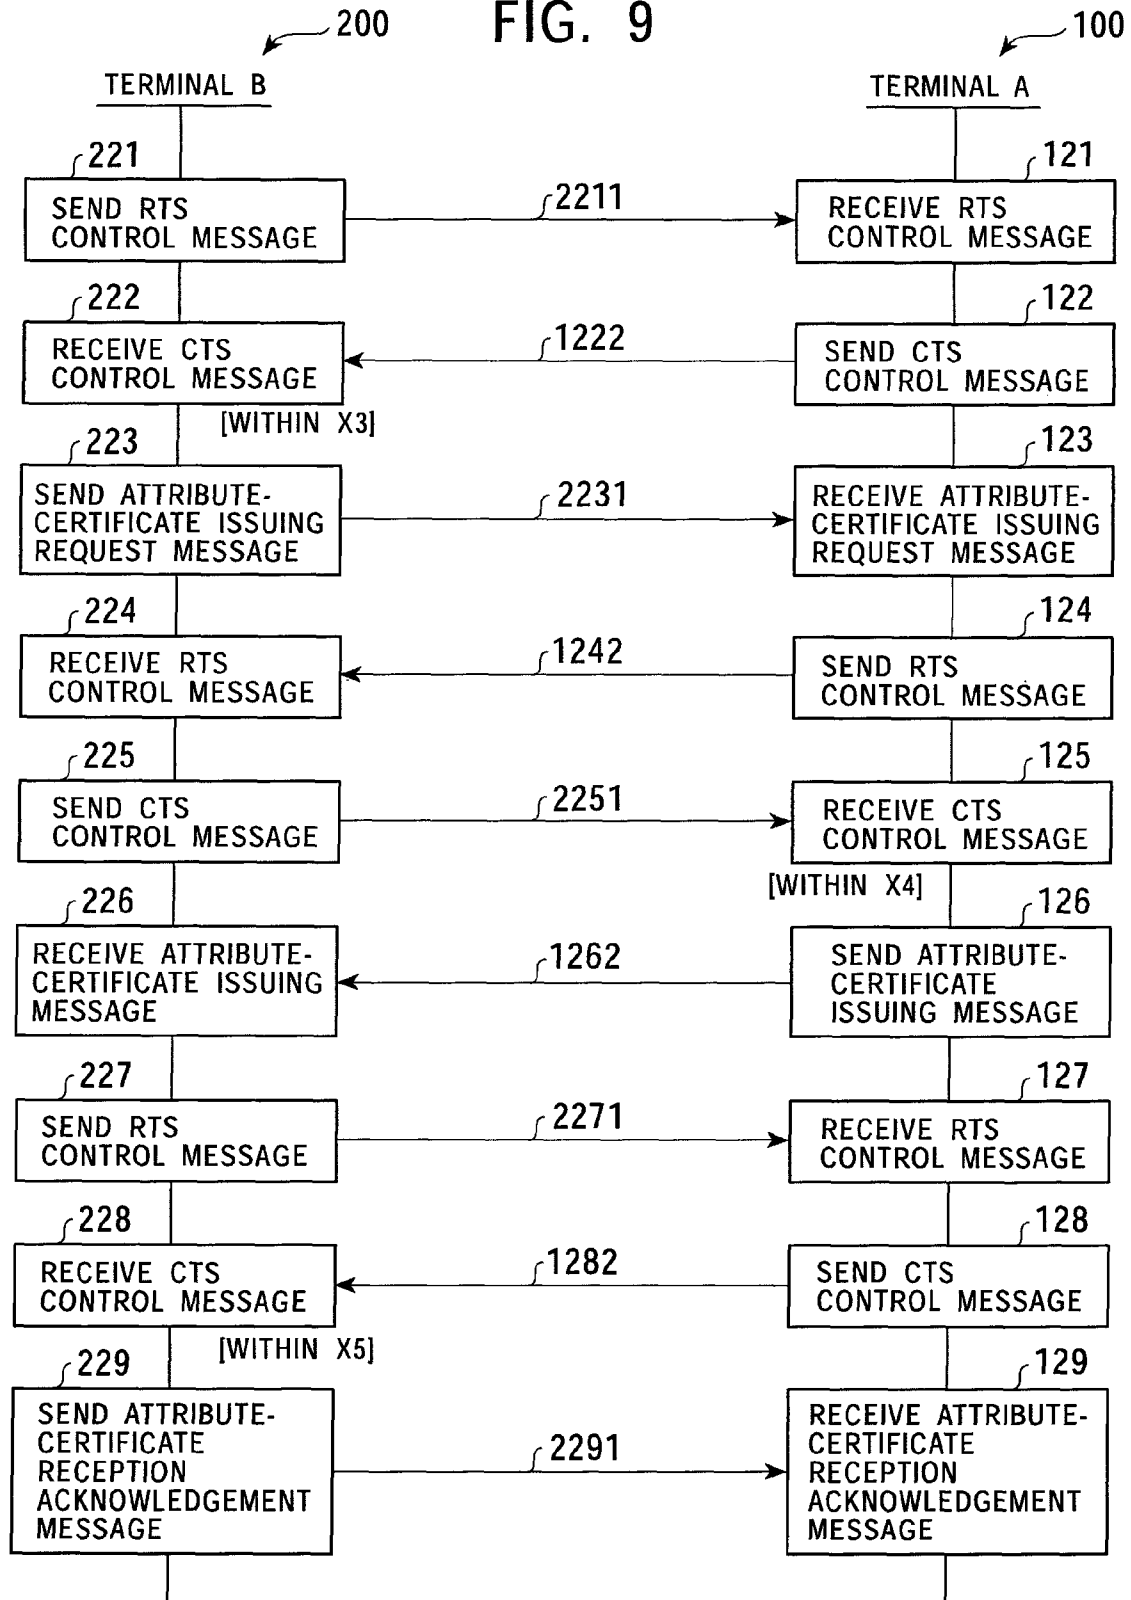 FIG. 9
200
100
TERMINAL B
TERMINAL A
221
SEND RTS
CONTROL MESSAGE
2211
121
RECEIVE RTS
CONTROL MESSAGE
222
RECEIVE CTS
CONTROL MESSAGE
1222
122
SEND CTS
CONTROL MESSAGE
[WITHIN X3]
223
SEND ATTRIBUTE-
CERTIFICATE ISSUING
REQUEST MESSAGE
2231
123
RECEIVE ATTRIBUTE-
CERTIFICATE ISSUING
REQUEST MESSAGE
224
RECEIVE RTS
CONTROL MESSAGE
1242
124
SEND RTS
CONTROL MESSAGE
225
SEND CTS
CONTROL MESSAGE
2251
125
RECEIVE CTS
CONTROL MESSAGE
[WITHIN X4]
226
RECEIVE ATTRIBUTE-
CERTIFICATE ISSUING
MESSAGE
1262
126
SEND ATTRIBUTE-
CERTIFICATE
ISSUING MESSAGE
227
SEND RTS
CONTROL MESSAGE
2271
127
RECEIVE RTS
CONTROL MESSAGE
228
RECEIVE CTS
CONTROL MESSAGE
1282
128
SEND CTS
CONTROL MESSAGE
[WITHIN X5]
229
SEND ATTRIBUTE-
CERTIFICATE
RECEPTION
ACKNOWLEDGEMENT
MESSAGE
2291
129
RECEIVE ATTRIBUTE-
CERTIFICATE
RECEPTION
ACKNOWLEDGEMENT
MESSAGE